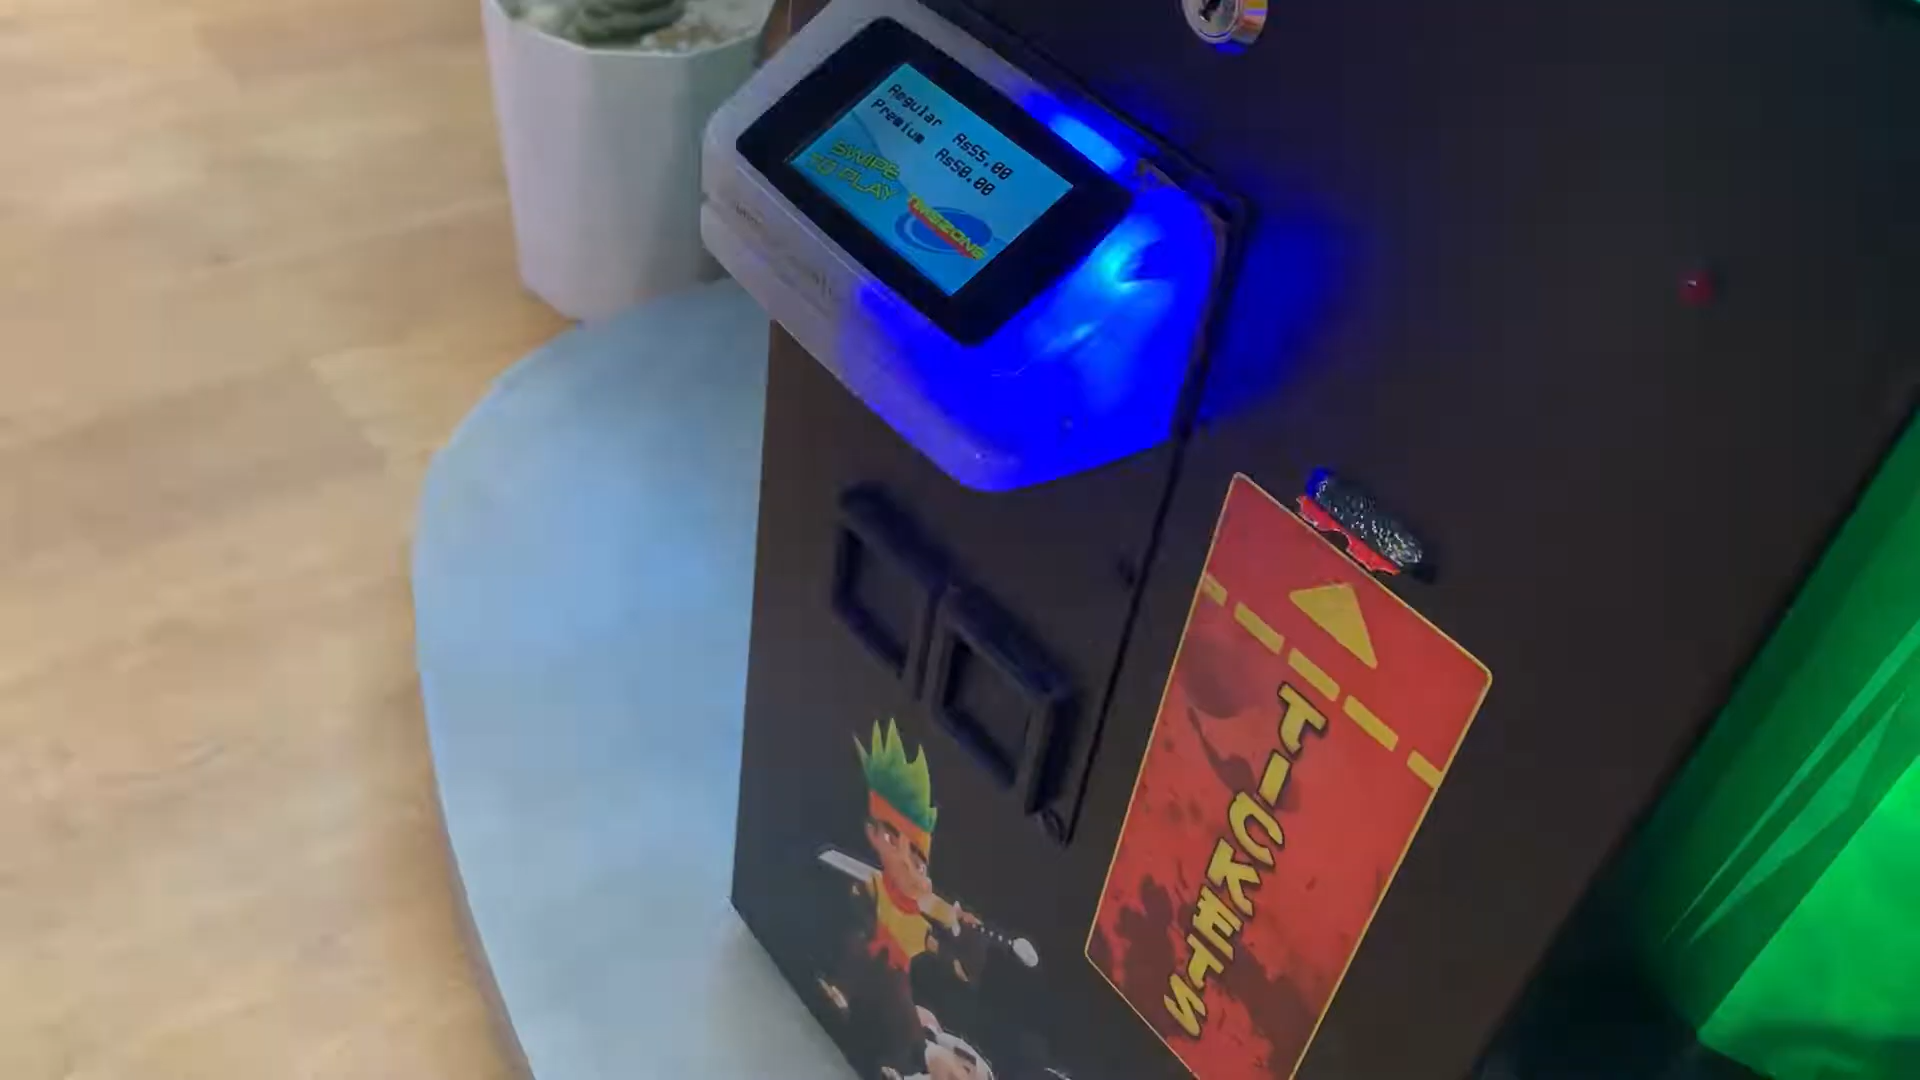 Regular Rs55.00
Premium Rs50.00
SWIPE
TO PLAY
TIMEZONE
TICKETS